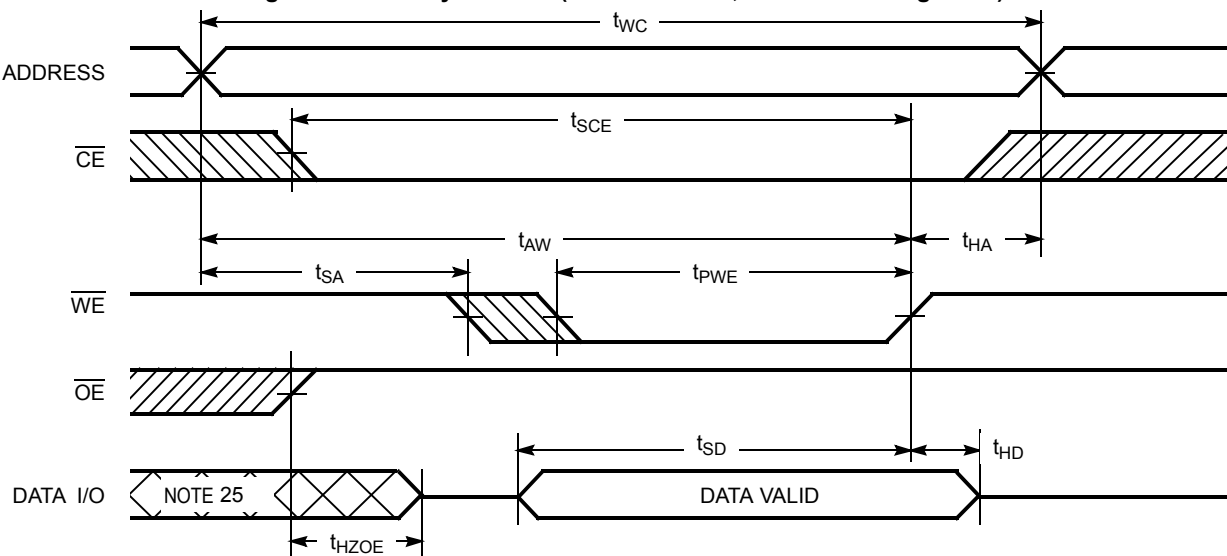 tWC
ADDRESS
tSCE
CE
tAW
tHA
tSA
tPWE
WE
OE
tSD
tHD
DATA I/O
NOTE 25
DATA VALID
tHZOE